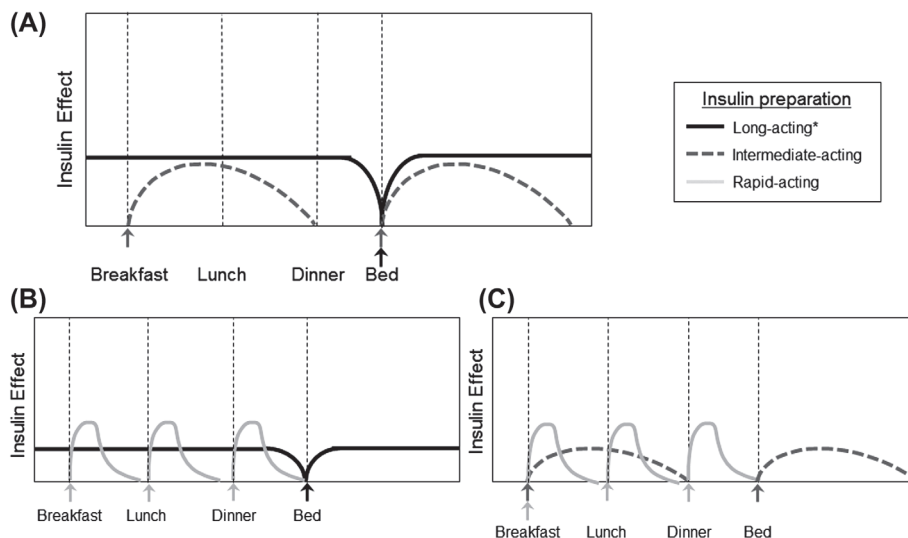 (A)
Insulin Effect
Breakfast Lunch Dinner Bed
Insulin preparation
Long-acting*
Intermediate-acting
Rapid-acting
(B)
Insulin Effect
Breakfast Lunch Dinner Bed
(C)
Insulin Effect
Breakfast Lunch Dinner Bed